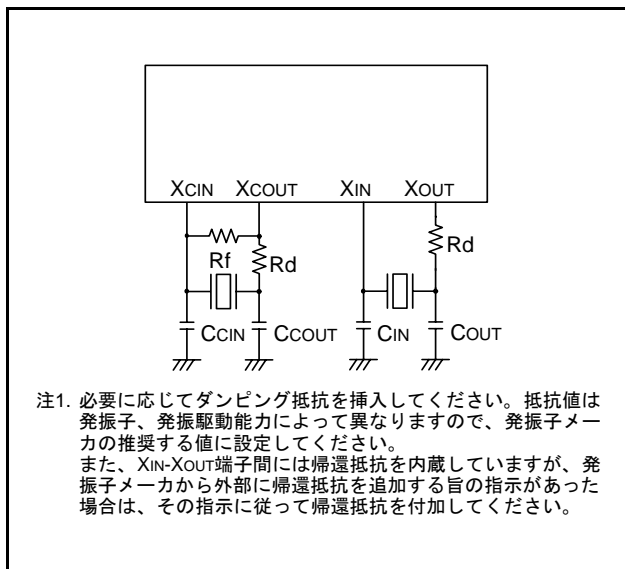 XCIN XCOUT XIN XOUT
Rd
Rf Rd
CCIN CCOUT CIN COUT
注1. 必要に応じてダンピング抵抗を挿入してください。抵抗値は
発振子、発振駆動能力によって異なりますので、発振子メー
カの推奨する値に設定してください。
また、XIN-XOUT端子間には帰還抵抗を内蔵していますが、発
振子メーカから外部に帰還抵抗を追加する旨の指示があった
場合は、その指示に従って帰還抵抗を付加してください。